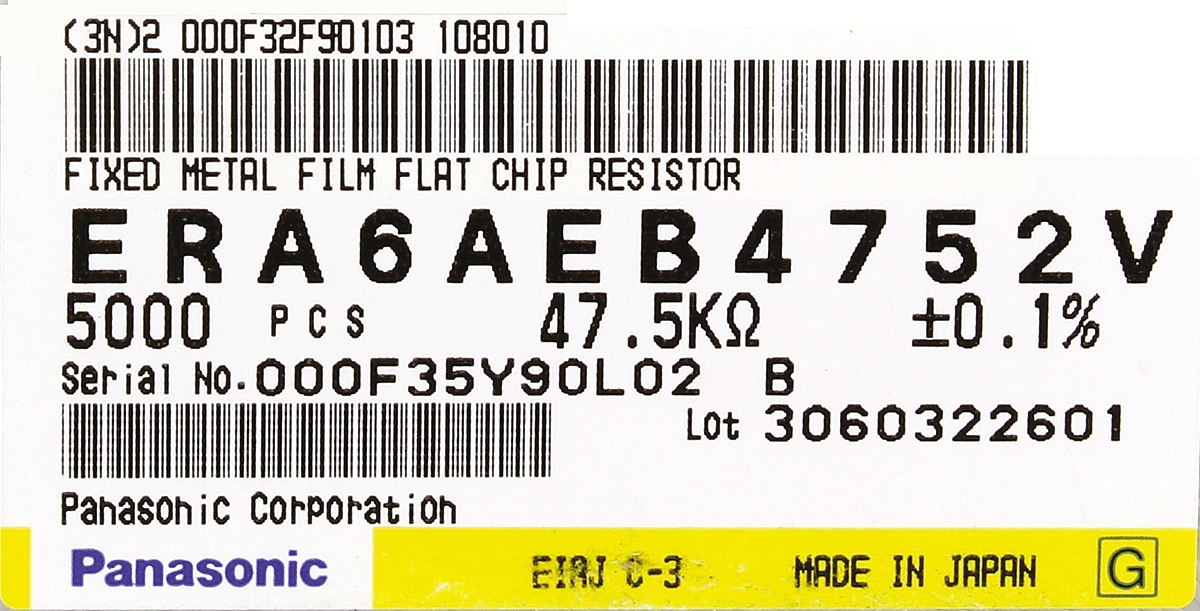 (3N)2 000F32F90103 108010
FIXED METAL FILM FLAT CHIP RESISTOR
ERA6AEB4752V
5000 PCS 47.5KΩ ±0.1%
Serial No.000F35Y90L02 B
Lot 3060322601
Panasonic Corporation
Panasonic EIAJ C-3 MADE IN JAPAN G